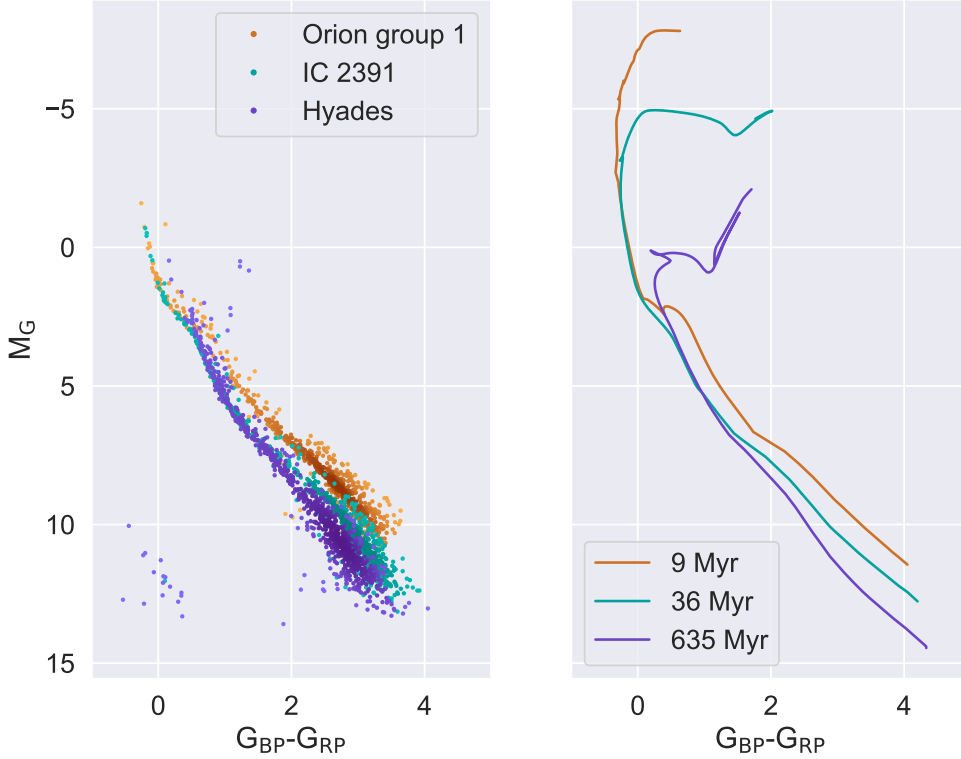 Orion group 1
IC 2391
Hyades
−5
0
5
10
15
M_G
0 2 4
G_BP-G_RP
9 Myr
36 Myr
635 Myr
0 2 4
G_BP-G_RP